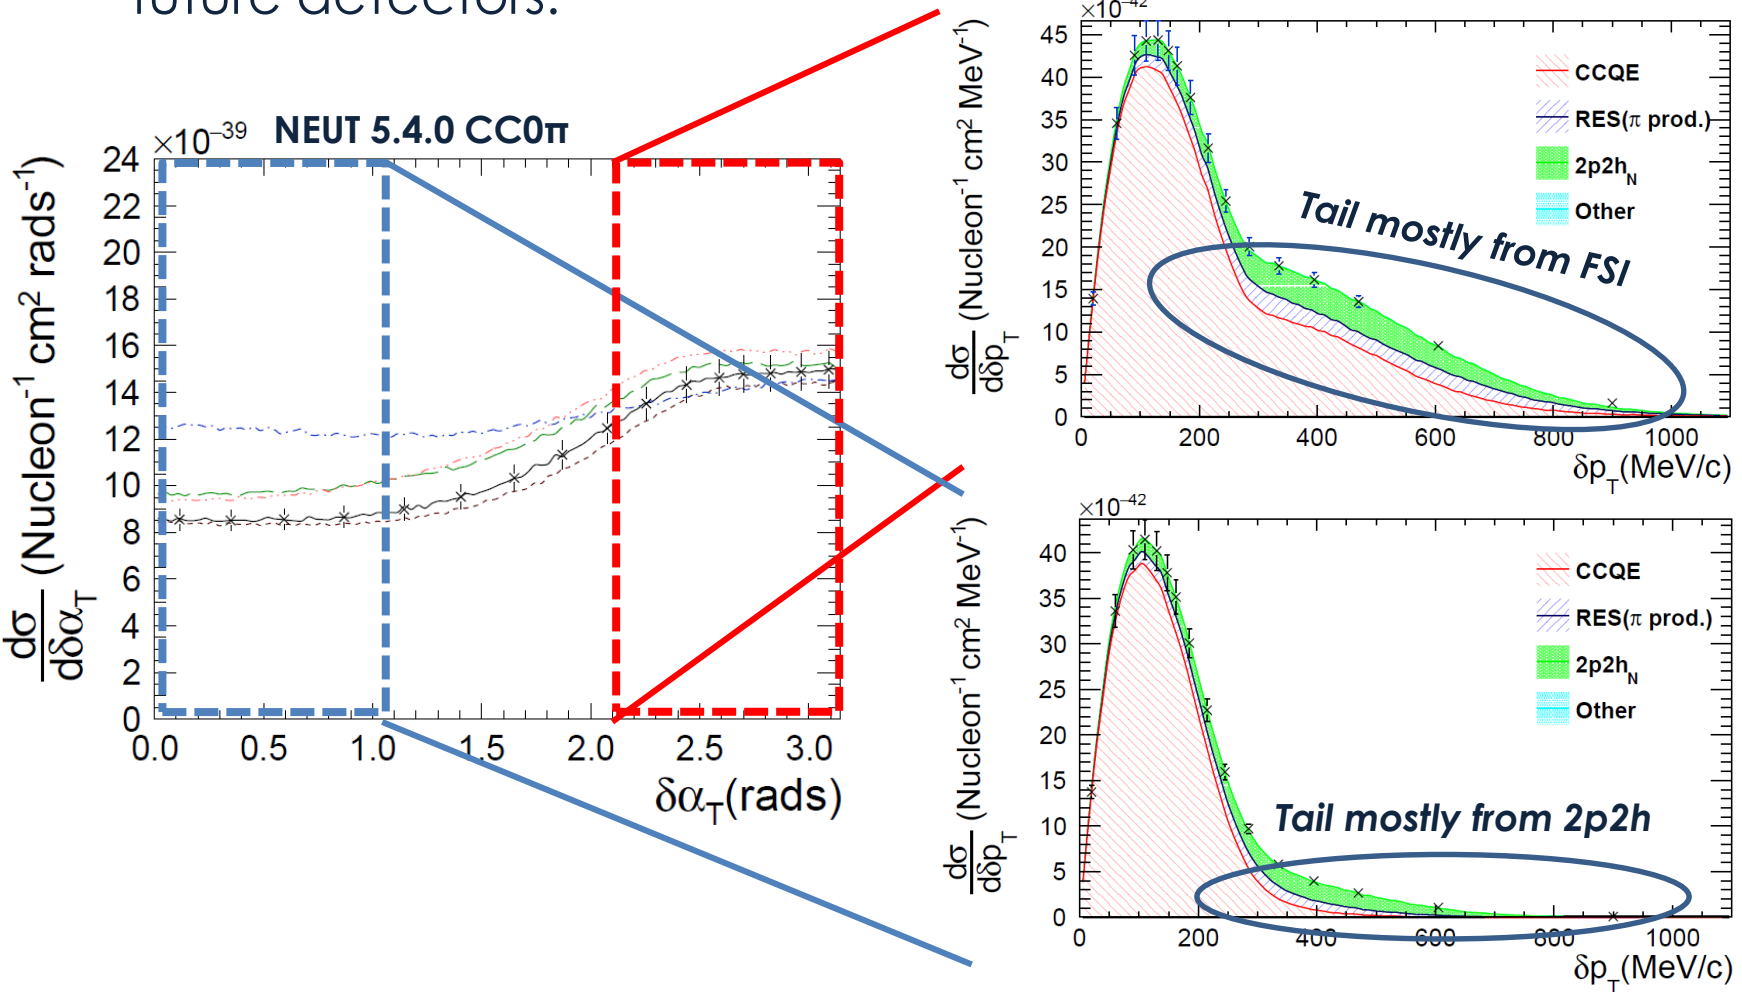 future detectors.
NEUT 5.4.0 CC0π
×10⁻³⁹
24
22
20
18
16
14
12
10
8
6
4
2
0
0.0 0.5 1.0 1.5 2.0 2.5 3.0
δα_T(rads)
dσ/dδα_T (Nucleon⁻¹ cm² rads⁻¹)
×10⁻⁴²
45
40
35
30
25
20
15
10
5
0
0 200 400 600 800 1000
δp_T(MeV/c)
dσ/dδp_T (Nucleon⁻¹ cm² MeV⁻¹)
CCQE
RES(π prod.)
2p2h_N
Other
Tail mostly from FSI
×10⁻⁴²
40
35
30
25
20
15
10
5
0
0 200 400 600 800 1000
δp_T(MeV/c)
dσ/dδp_T (Nucleon⁻¹ cm² MeV⁻¹)
CCQE
RES(π prod.)
2p2h_N
Other
Tail mostly from 2p2h